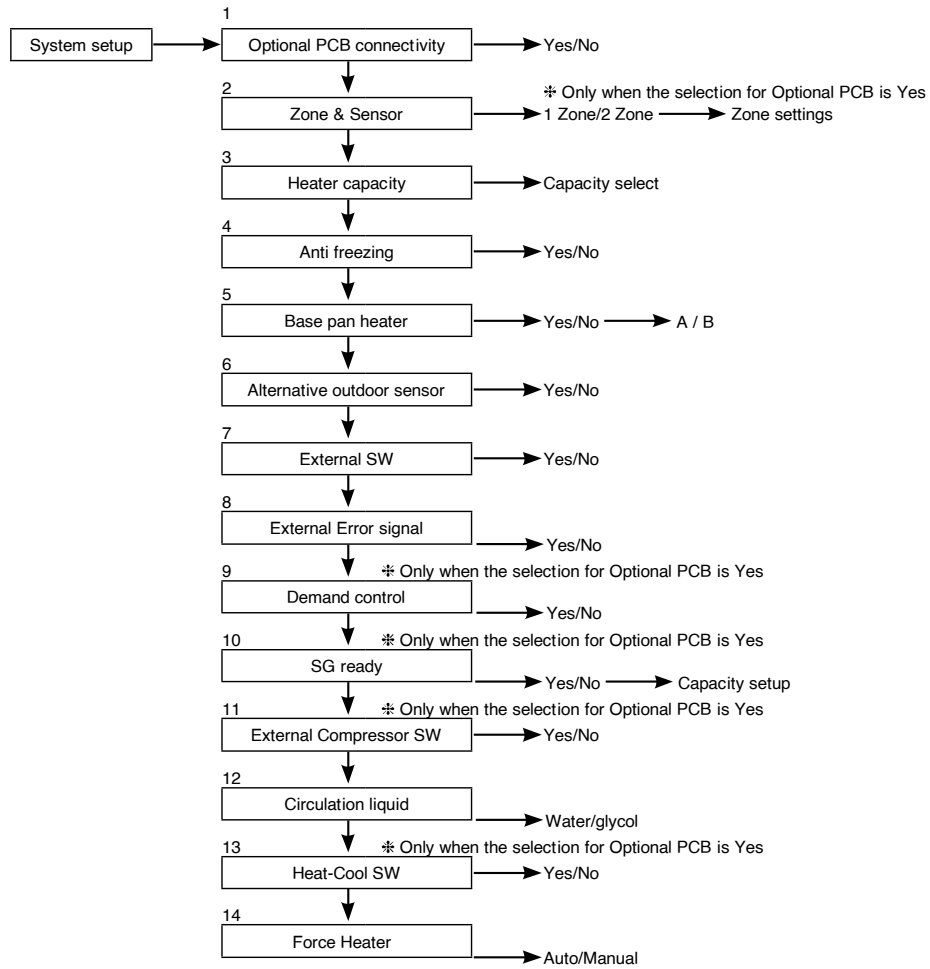 1
System setup Optional PCB connectivity Yes/No
2 ❉ Only when the selection for Optional PCB is Yes
Zone & Sensor 1 Zone/2 Zone Zone settings
3
Heater capacity Capacity select
4
Anti freezing Yes/No
5
Base pan heater Yes/No A / B
6
Alternative outdoor sensor Yes/No
7
External SW Yes/No
8
External Error signal Yes/No
9 ❉ Only when the selection for Optional PCB is Yes
Demand control Yes/No
10 ❉ Only when the selection for Optional PCB is Yes
SG ready Yes/No Capacity setup
11 ❉ Only when the selection for Optional PCB is Yes
External Compressor SW Yes/No
12
Circulation liquid Water/glycol
13 ❉ Only when the selection for Optional PCB is Yes
Heat-Cool SW Yes/No
14
Force Heater Auto/Manual